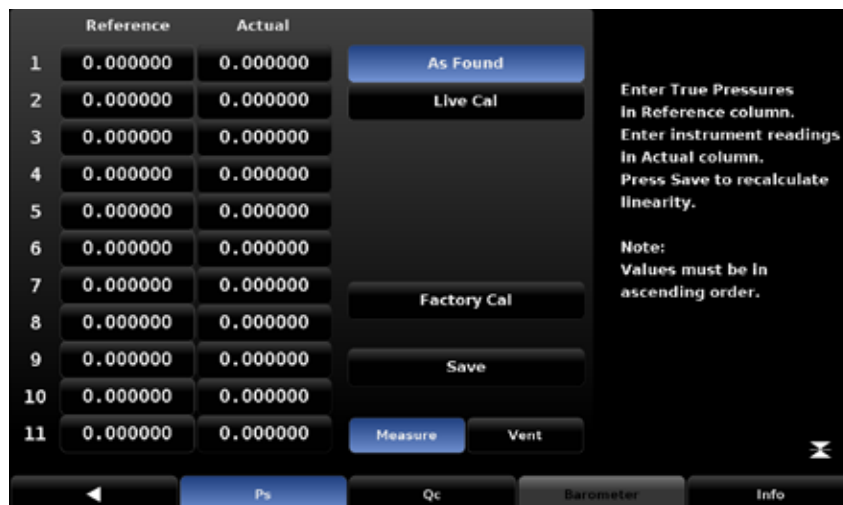 Reference Actual
1 0.000000 0.000000 As Found
2 0.000000 0.000000 Live Cal
3 0.000000 0.000000
4 0.000000 0.000000
5 0.000000 0.000000
6 0.000000 0.000000
7 0.000000 0.000000
Factory Cal
8 0.000000 0.000000
9 0.000000 0.000000 Save
10 0.000000 0.000000
11 0.000000 0.000000 Measure Vent
Enter True Pressures
in Reference column.
Enter instrument readings
in Actual column.
Press Save to recalculate
linearity.
Note:
Values must be in
ascending order.
Ps Qc Barometer Info